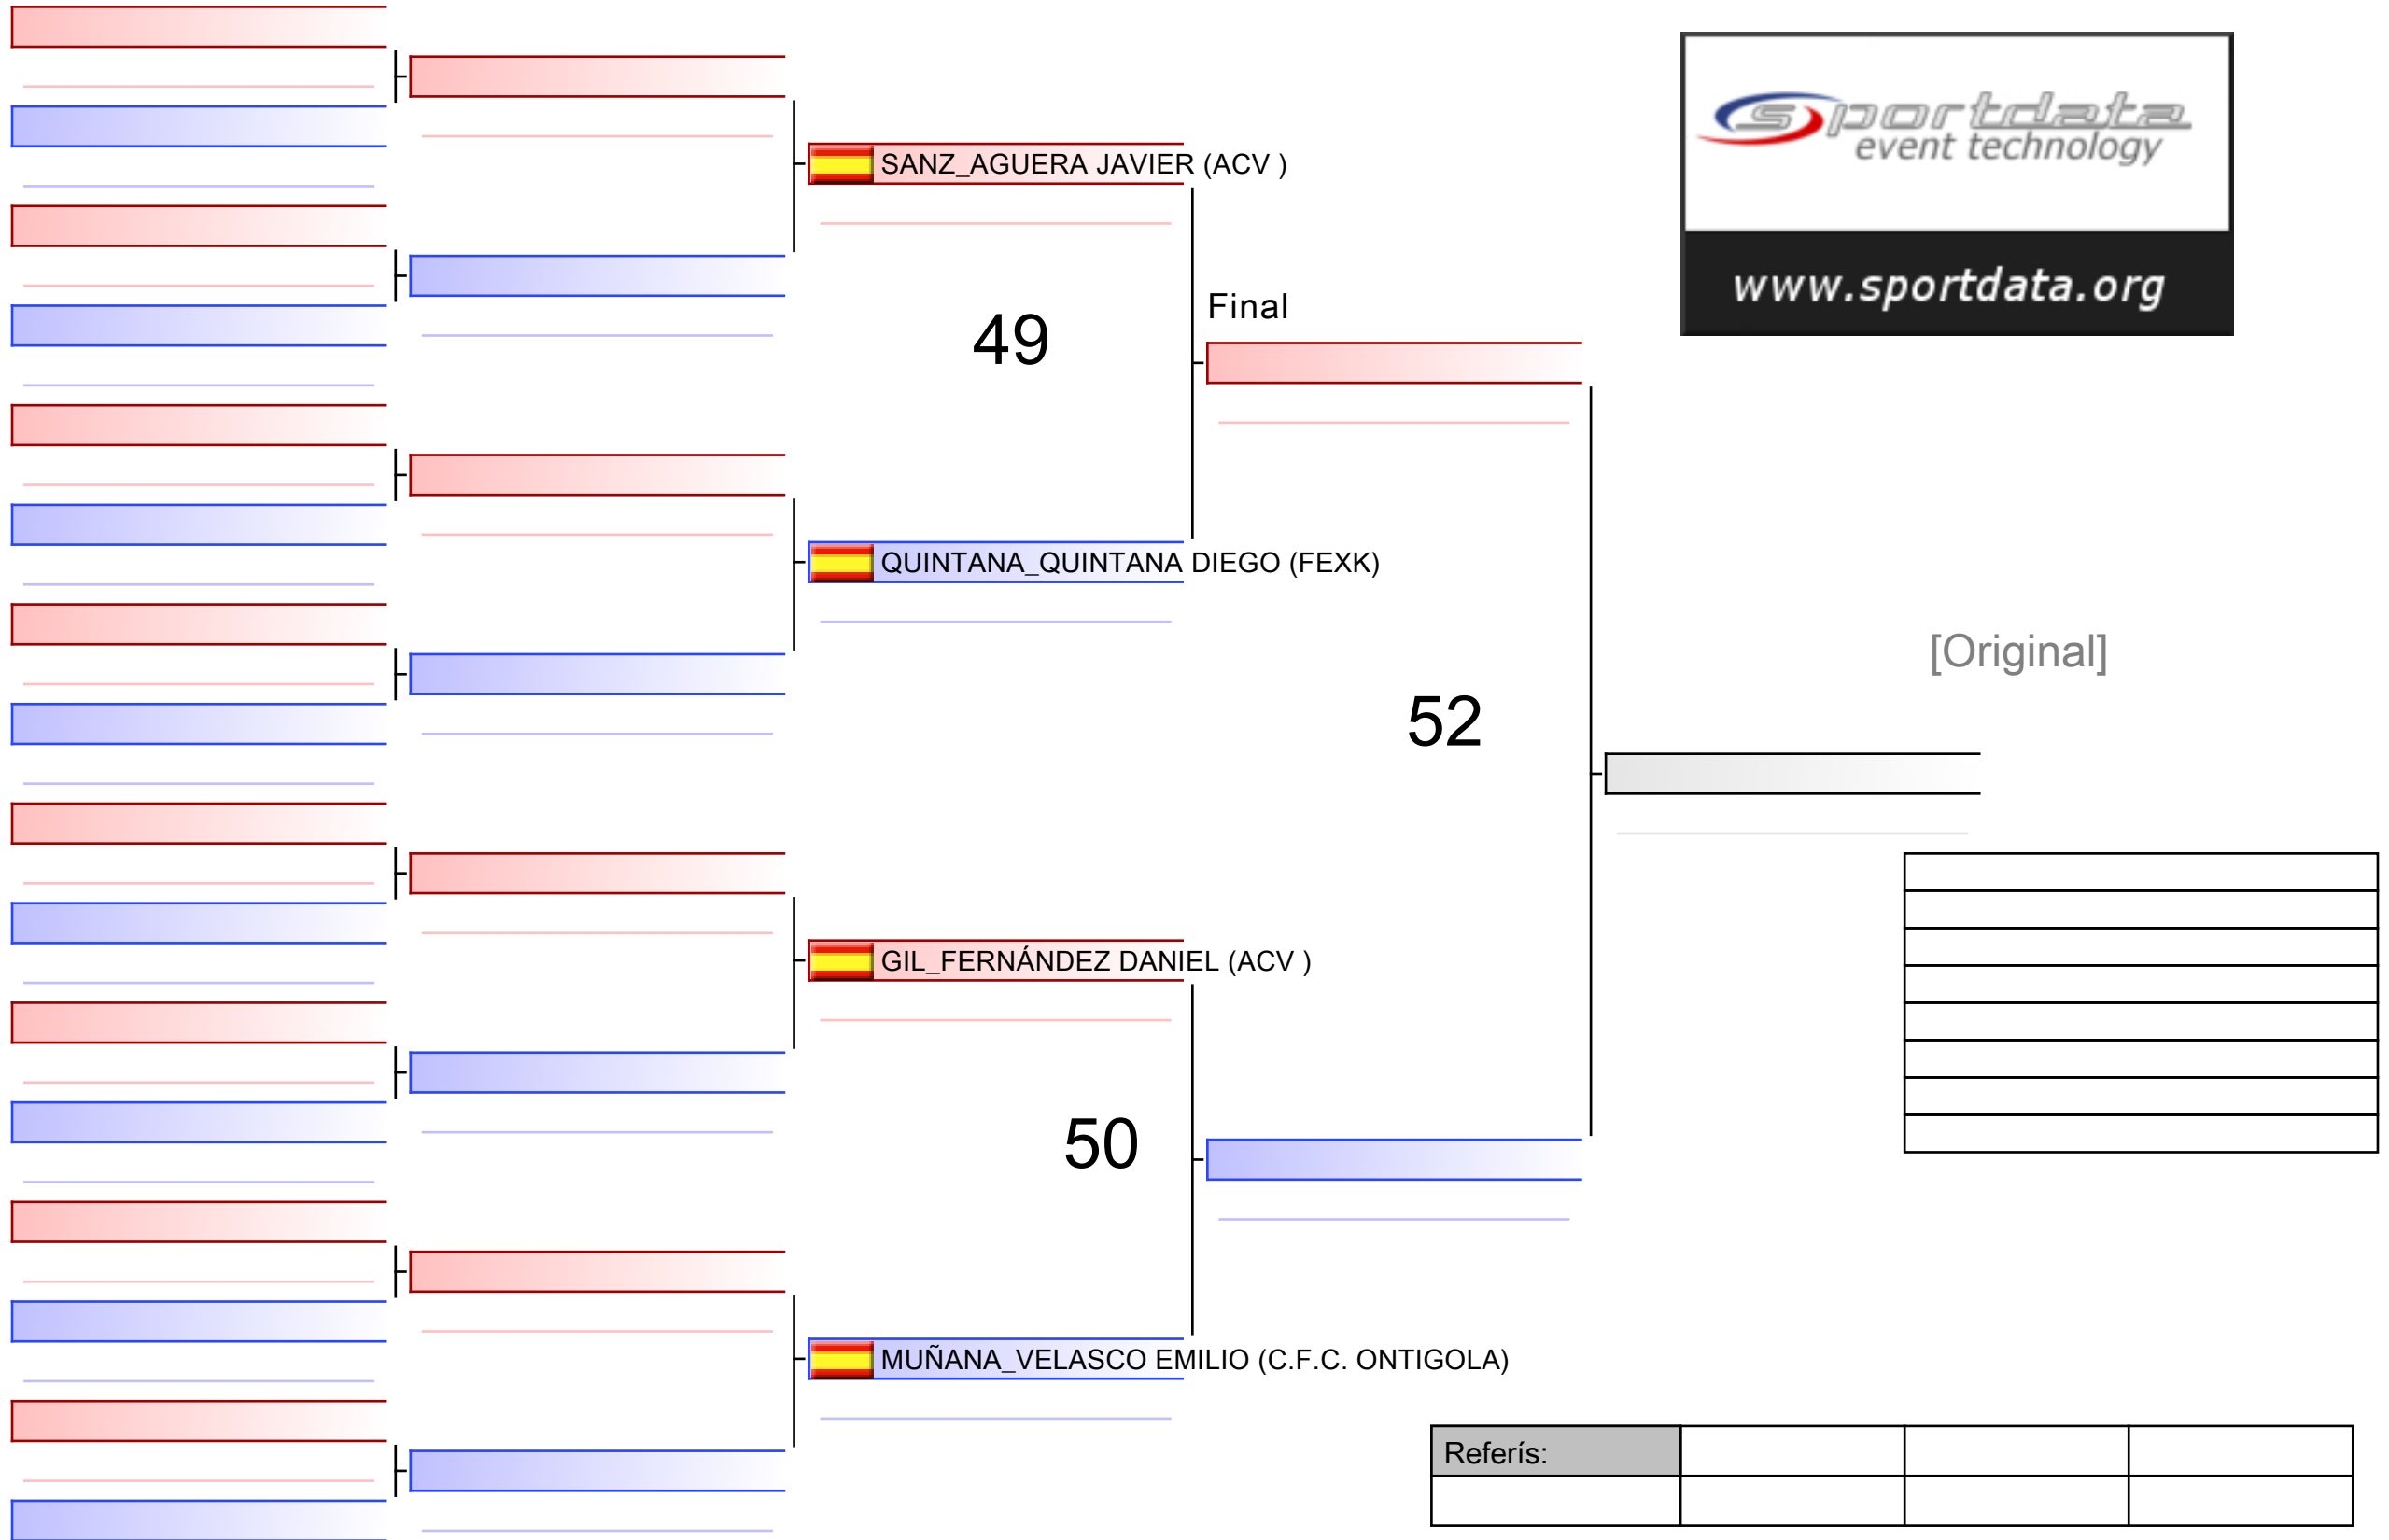 sportdata
event technology
www.sportdata.org
SANZ_AGUERA JAVIER (ACV )
Final
49
QUINTANA_QUINTANA DIEGO (FEXK)
[Original]
52
GIL_FERNÁNDEZ DANIEL (ACV )
50
MUÑANA_VELASCO EMILIO (C.F.C. ONTIGOLA)
Referís: